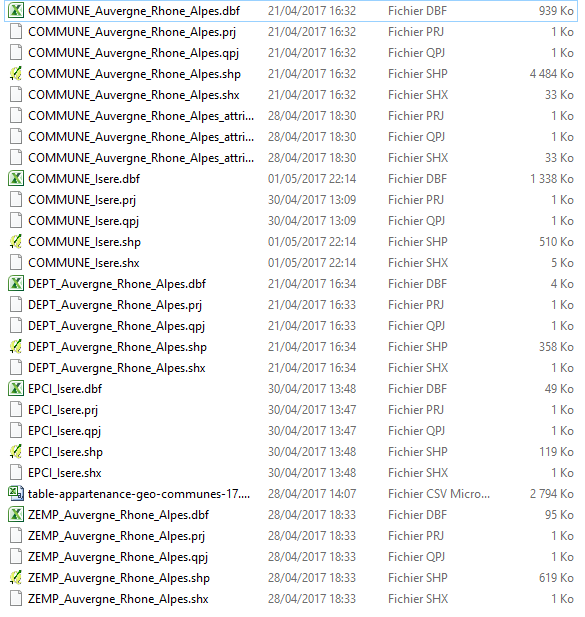 COMMUNE_Auvergne_Rhone_Alpes.dbf 21/04/2017 16:32 Fichier DBF 939 Ko
COMMUNE_Auvergne_Rhone_Alpes.prj 21/04/2017 16:32 Fichier PRJ 1 Ko
COMMUNE_Auvergne_Rhone_Alpes.qpj 21/04/2017 16:32 Fichier QPJ 1 Ko
COMMUNE_Auvergne_Rhone_Alpes.shp 21/04/2017 16:32 Fichier SHP 4 484 Ko
COMMUNE_Auvergne_Rhone_Alpes.shx 21/04/2017 16:32 Fichier SHX 33 Ko
COMMUNE_Auvergne_Rhone_Alpes_attri... 28/04/2017 18:30 Fichier PRJ 1 Ko
COMMUNE_Auvergne_Rhone_Alpes_attri... 28/04/2017 18:30 Fichier QPJ 1 Ko
COMMUNE_Auvergne_Rhone_Alpes_attri... 28/04/2017 18:30 Fichier SHX 33 Ko
COMMUNE_Isere.dbf 01/05/2017 22:14 Fichier DBF 1 338 Ko
COMMUNE_Isere.prj 30/04/2017 13:09 Fichier PRJ 1 Ko
COMMUNE_Isere.qpj 30/04/2017 13:09 Fichier QPJ 1 Ko
COMMUNE_Isere.shp 01/05/2017 22:14 Fichier SHP 510 Ko
COMMUNE_Isere.shx 01/05/2017 22:14 Fichier SHX 5 Ko
DEPT_Auvergne_Rhone_Alpes.dbf 21/04/2017 16:34 Fichier DBF 4 Ko
DEPT_Auvergne_Rhone_Alpes.prj 21/04/2017 16:33 Fichier PRJ 1 Ko
DEPT_Auvergne_Rhone_Alpes.qpj 21/04/2017 16:33 Fichier QPJ 1 Ko
DEPT_Auvergne_Rhone_Alpes.shp 21/04/2017 16:34 Fichier SHP 358 Ko
DEPT_Auvergne_Rhone_Alpes.shx 21/04/2017 16:34 Fichier SHX 1 Ko
EPCI_Isere.dbf 30/04/2017 13:48 Fichier DBF 49 Ko
EPCI_Isere.prj 30/04/2017 13:47 Fichier PRJ 1 Ko
EPCI_Isere.qpj 30/04/2017 13:47 Fichier QPJ 1 Ko
EPCI_Isere.shp 30/04/2017 13:48 Fichier SHP 119 Ko
EPCI_Isere.shx 30/04/2017 13:48 Fichier SHX 1 Ko
table-appartenance-geo-communes-17.... 28/04/2017 14:07 Fichier CSV Micro... 2 794 Ko
ZEMP_Auvergne_Rhone_Alpes.dbf 28/04/2017 18:33 Fichier DBF 95 Ko
ZEMP_Auvergne_Rhone_Alpes.prj 28/04/2017 18:33 Fichier PRJ 1 Ko
ZEMP_Auvergne_Rhone_Alpes.qpj 28/04/2017 18:33 Fichier QPJ 1 Ko
ZEMP_Auvergne_Rhone_Alpes.shp 28/04/2017 18:33 Fichier SHP 619 Ko
ZEMP_Auvergne_Rhone_Alpes.shx 28/04/2017 18:33 Fichier SHX 1 Ko